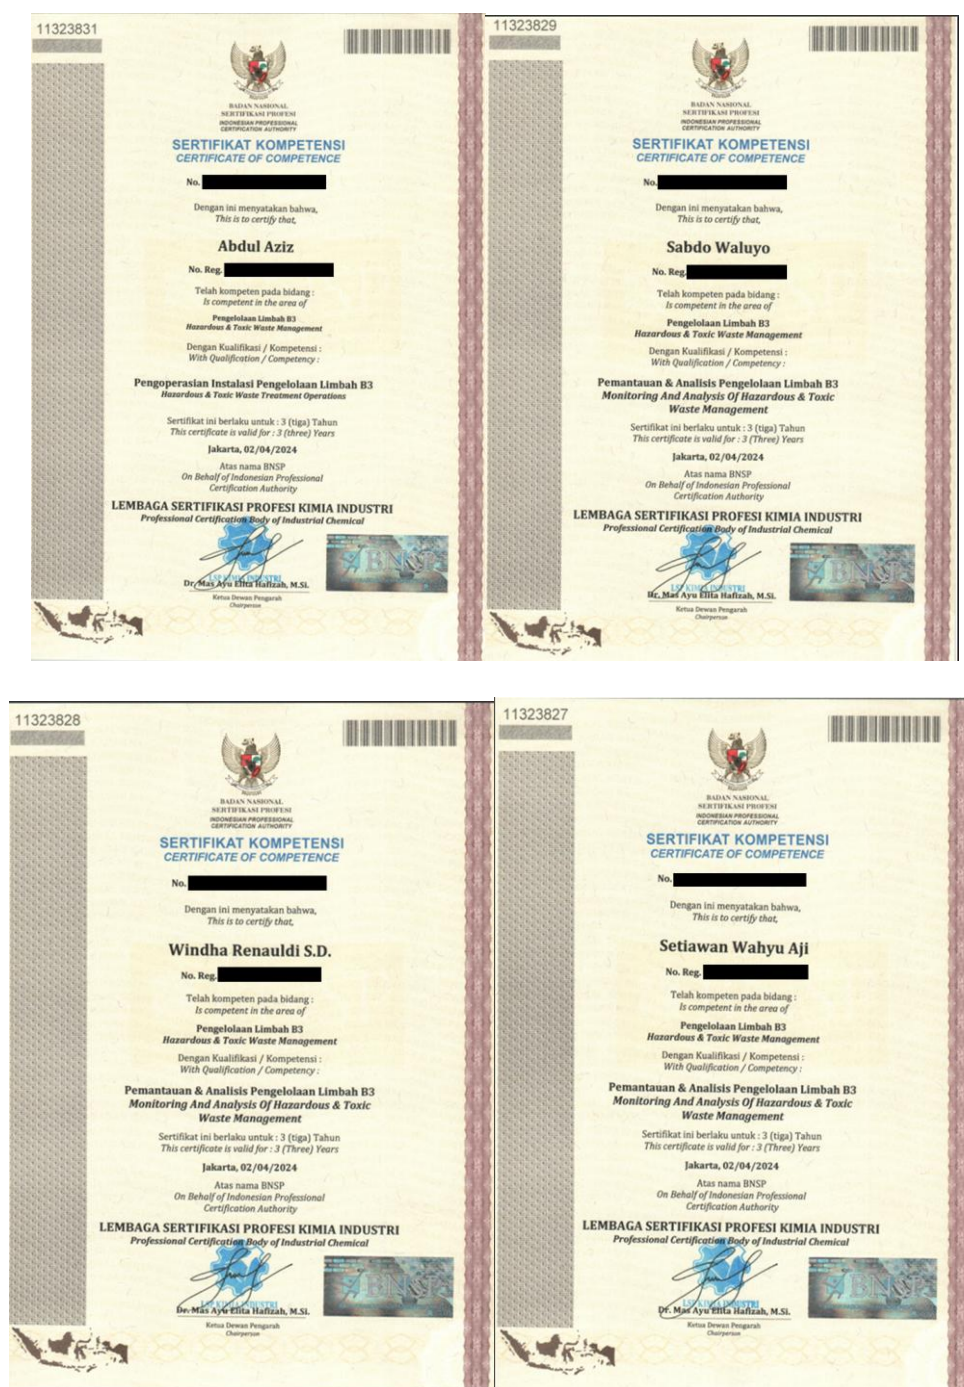 11323831
BADAN NASIONAL
SERTIFIKASI PROFESI
INDONESIAN PROFESSIONAL
CERTIFICATION AUTHORITY
SERTIFIKAT KOMPETENSI
CERTIFICATE OF COMPETENCE
No.
Dengan ini menyatakan bahwa,
This is to certify that,
Abdul Aziz
No. Reg.
Telah kompeten pada bidang :
Is competent in the area of
Pengelolaan Limbah B3
Hazardous & Toxic Waste Management
Dengan Kualifikasi / Kompetensi :
With Qualification / Competency :
Pengoperasian Instalasi Pengelolaan Limbah B3
Hazardous & Toxic Waste Treatment Operations
Sertifikat ini berlaku untuk : 3 (tiga) Tahun
This certificate is valid for : 3 (three) Years
Jakarta, 02/04/2024
Atas nama BNSP
On Behalf of Indonesian Professional
Certification Authority
LEMBAGA SERTIFIKASI PROFESI KIMIA INDUSTRI
Professional Certification Body of Industrial Chemical
LSP KIMIA INDUSTRI
BNSP
Dr. Mas Ayu Elita Hafizah, M.Si.
Ketua Dewan Pengarah
Chairperson
11323829
BADAN NASIONAL
SERTIFIKASI PROFESI
INDONESIAN PROFESSIONAL
CERTIFICATION AUTHORITY
SERTIFIKAT KOMPETENSI
CERTIFICATE OF COMPETENCE
No.
Dengan ini menyatakan bahwa,
This is to certify that,
Sabdo Waluyo
No. Reg.
Telah kompeten pada bidang :
Is competent in the area of
Pengelolaan Limbah B3
Hazardous & Toxic Waste Management
Dengan Kualifikasi / Kompetensi :
With Qualification / Competency :
Pemantauan & Analisis Pengelolaan Limbah B3
Monitoring And Analysis Of Hazardous & Toxic
Waste Management
Sertifikat ini berlaku untuk : 3 (tiga) Tahun
This certificate is valid for : 3 (Three) Years
Jakarta, 02/04/2024
Atas nama BNSP
On Behalf of Indonesian Professional
Certification Authority
LEMBAGA SERTIFIKASI PROFESI KIMIA INDUSTRI
Professional Certification Body of Industrial Chemical
LSP KIMIA INDUSTRI
BNSP
Dr. Mas Ayu Elita Hafizah, M.Si.
Ketua Dewan Pengarah
Chairperson
11323828
BADAN NASIONAL
SERTIFIKASI PROFESI
INDONESIAN PROFESSIONAL
CERTIFICATION AUTHORITY
SERTIFIKAT KOMPETENSI
CERTIFICATE OF COMPETENCE
No.
Dengan ini menyatakan bahwa,
This is to certify that,
Windha Renauldi S.D.
No. Reg.
Telah kompeten pada bidang :
Is competent in the area of
Pengelolaan Limbah B3
Hazardous & Toxic Waste Management
Dengan Kualifikasi / Kompetensi :
With Qualification / Competency :
Pemantauan & Analisis Pengelolaan Limbah B3
Monitoring And Analysis Of Hazardous & Toxic
Waste Management
Sertifikat ini berlaku untuk : 3 (tiga) Tahun
This certificate is valid for : 3 (Three) Years
Jakarta, 02/04/2024
Atas nama BNSP
On Behalf of Indonesian Professional
Certification Authority
LEMBAGA SERTIFIKASI PROFESI KIMIA INDUSTRI
Professional Certification Body of Industrial Chemical
LSP KIMIA INDUSTRI
BNSP
Dr. Mas Ayu Elita Hafizah, M.Si.
Ketua Dewan Pengarah
Chairperson
11323827
BADAN NASIONAL
SERTIFIKASI PROFESI
INDONESIAN PROFESSIONAL
CERTIFICATION AUTHORITY
SERTIFIKAT KOMPETENSI
CERTIFICATE OF COMPETENCE
No.
Dengan ini menyatakan bahwa,
This is to certify that,
Setiawan Wahyu Aji
No. Reg.
Telah kompeten pada bidang :
Is competent in the area of
Pengelolaan Limbah B3
Hazardous & Toxic Waste Management
Dengan Kualifikasi / Kompetensi :
With Qualification / Competency :
Pemantauan & Analisis Pengelolaan Limbah B3
Monitoring And Analysis Of Hazardous & Toxic
Waste Management
Sertifikat ini berlaku untuk : 3 (tiga) Tahun
This certificate is valid for : 3 (Three) Years
Jakarta, 02/04/2024
Atas nama BNSP
On Behalf of Indonesian Professional
Certification Authority
LEMBAGA SERTIFIKASI PROFESI KIMIA INDUSTRI
Professional Certification Body of Industrial Chemical
LSP KIMIA INDUSTRI
BNSP
Dr. Mas Ayu Elita Hafizah, M.Si.
Ketua Dewan Pengarah
Chairperson